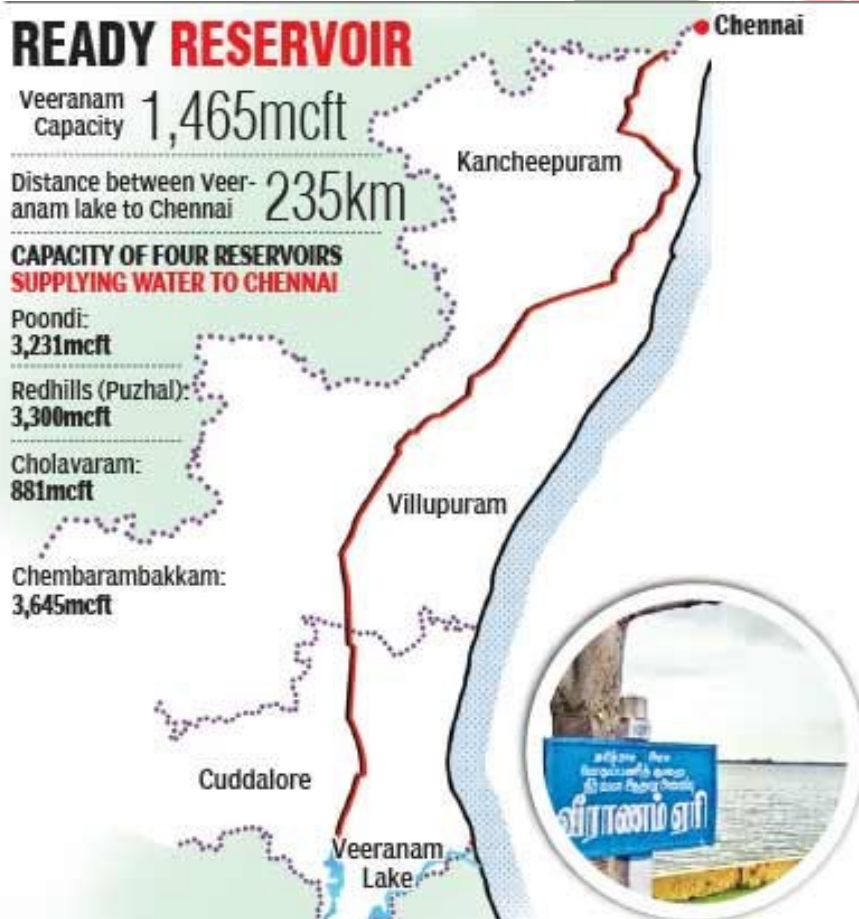 READY RESERVOIR
Veeranam
Capacity 1,465mcft
Distance between Veer-
anam lake to Chennai 235km
CAPACITY OF FOUR RESERVOIRS
SUPPLYING WATER TO CHENNAI
Poondi:
3,231mcft
Redhills (Puzhal):
3,300mcft
Cholavaram:
881mcft
Chembarambakkam:
3,645mcft
Chennai
Kancheepuram
Villupuram
Cuddalore
Veeranam
Lake
வீராணம் ஏரி